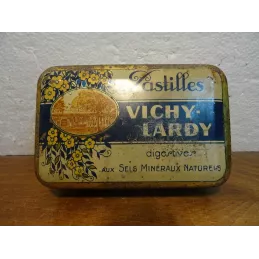 Pastilles
VICHY-
LARDY
digestives
AUX SELS MINÉRAUX NATURELS